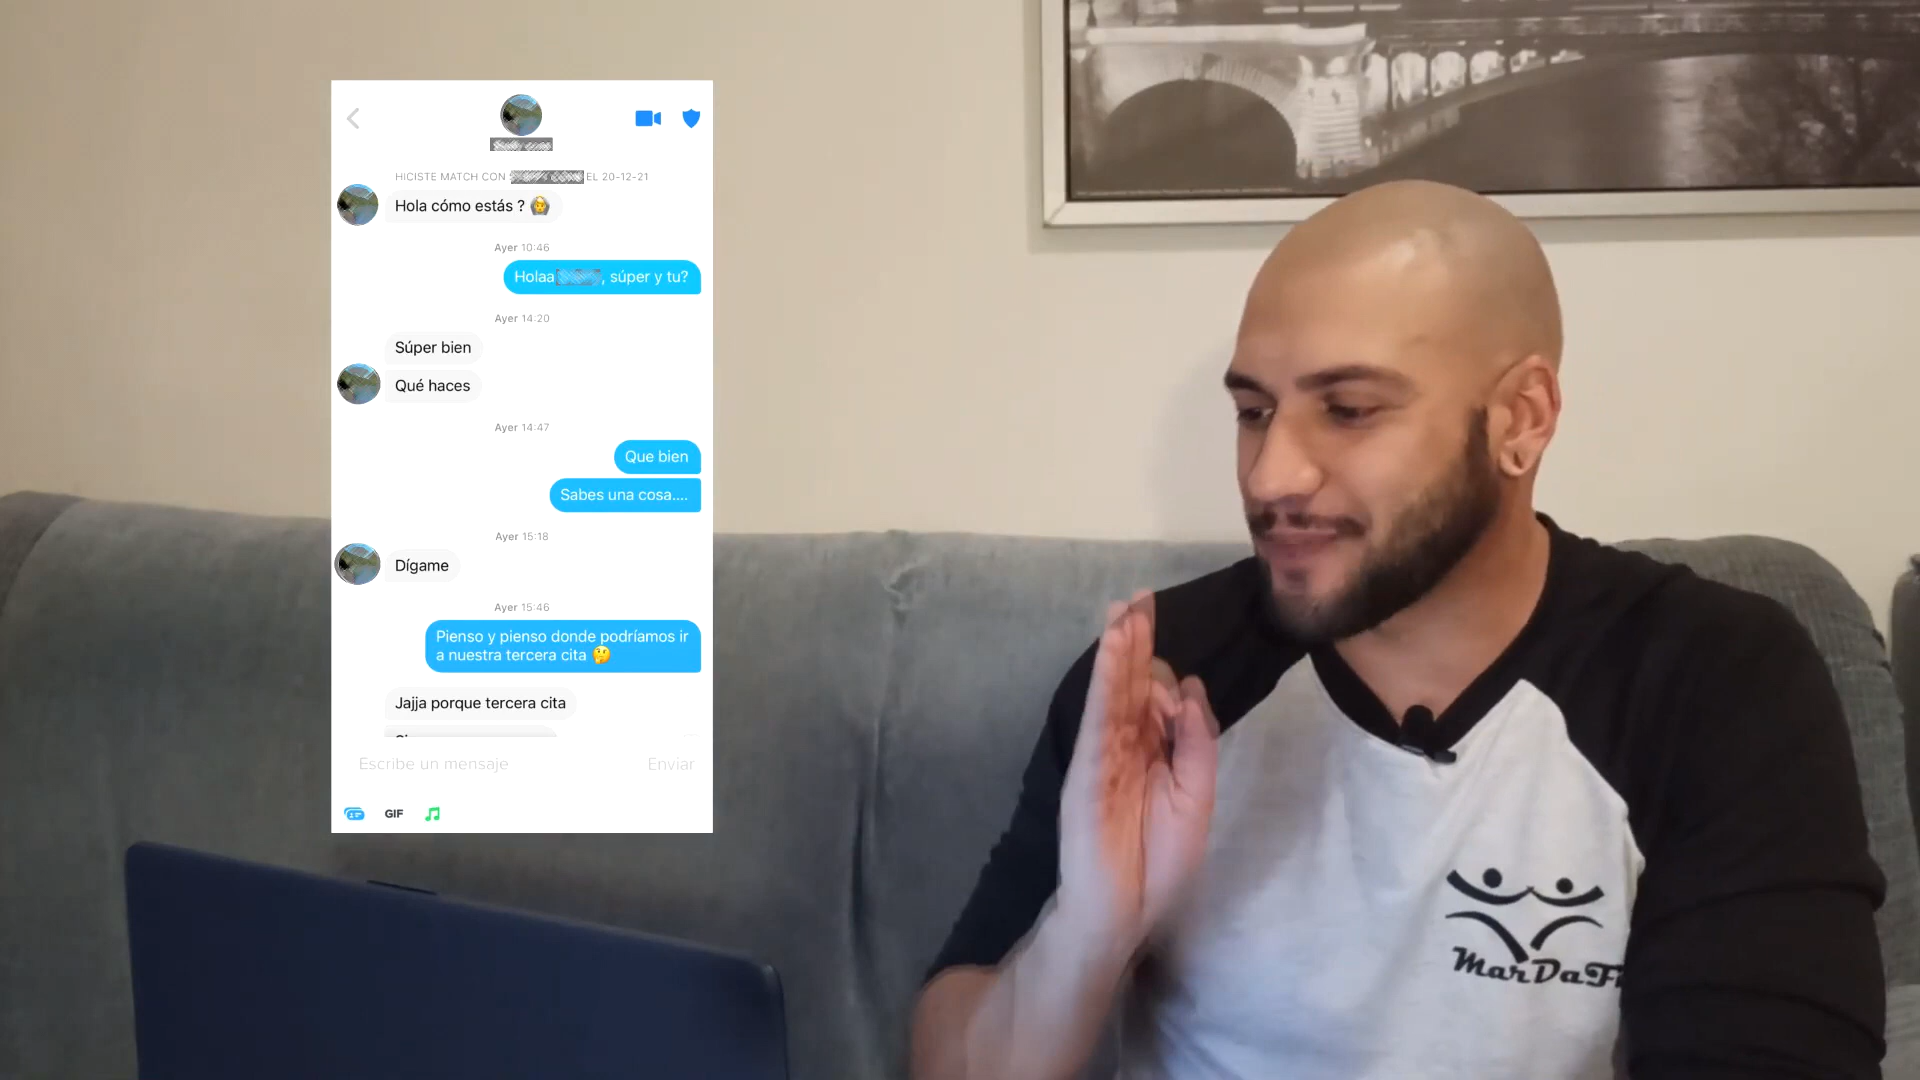 HICISTE MATCH CON EL 20-12-21
Hola cómo estás ? 🙆
Ayer 10:46
Holaa , súper y tu?
Ayer 14:20
Súper bien
Qué haces
Ayer 14:47
Que bien
Sabes una cosa....
Ayer 15:18
Dígame
Ayer 15:46
Pienso y pienso donde podríamos ir
a nuestra tercera cita 🤔
Jajja porque tercera cita
Escribe un mensaje
Enviar
GIF